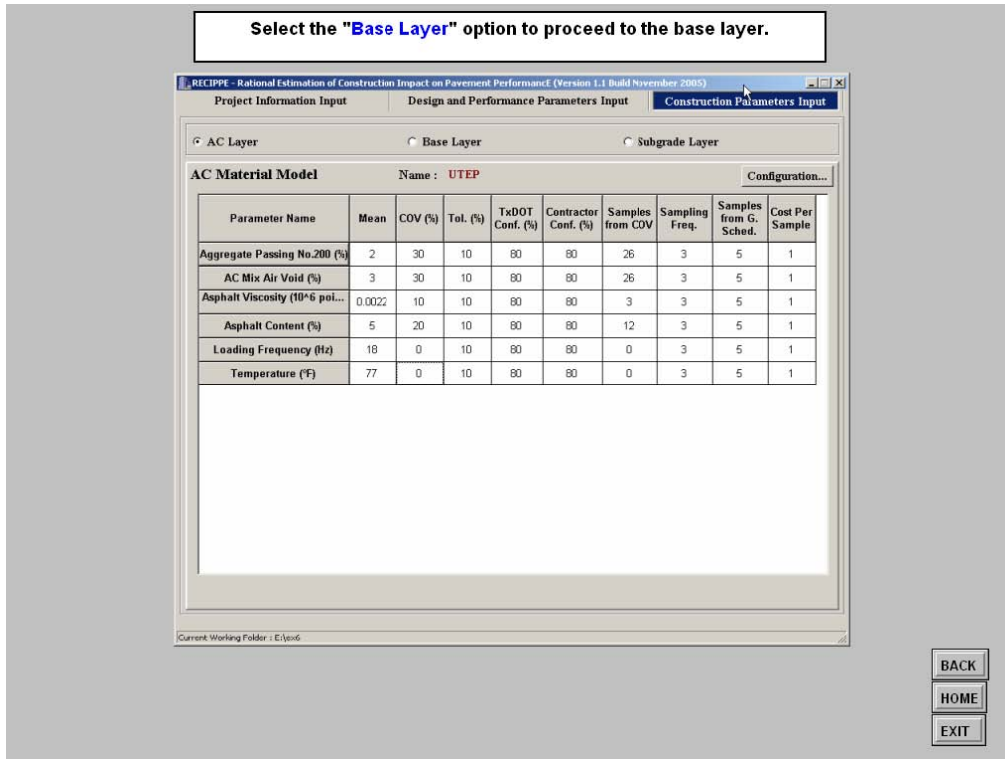 Select the "Base Layer" option to proceed to the base layer.
RECIPPE - Rational Estimation of Construction Impact on Pavement PerformancE (Version 1.1 Build November 2005)
Project Information Input Design and Performance Parameters Input Construction Parameters Input
AC Layer Base Layer Subgrade Layer
AC Material Model Name : UTEP Configuration...
Parameter Name Mean COV (%) Tol. (%) TxDOT Conf. (%) Contractor Conf. (%) Samples from COV Sampling Freq. Samples from G. Sched. Cost Per Sample
Aggregate Passing No.200 (%) 2 30 10 80 80 26 3 5 1
AC Mix Air Void (%) 3 30 10 80 80 26 3 5 1
Asphalt Viscosity (10^6 poi... 0.0022 10 10 80 80 3 3 5 1
Asphalt Content (%) 5 20 10 80 80 12 3 5 1
Loading Frequency (Hz) 18 0 10 80 80 0 3 5 1
Temperature (ºF) 77 0 10 80 80 0 3 5 1
Current Working Folder : E:\ex6
BACK
HOME
EXIT